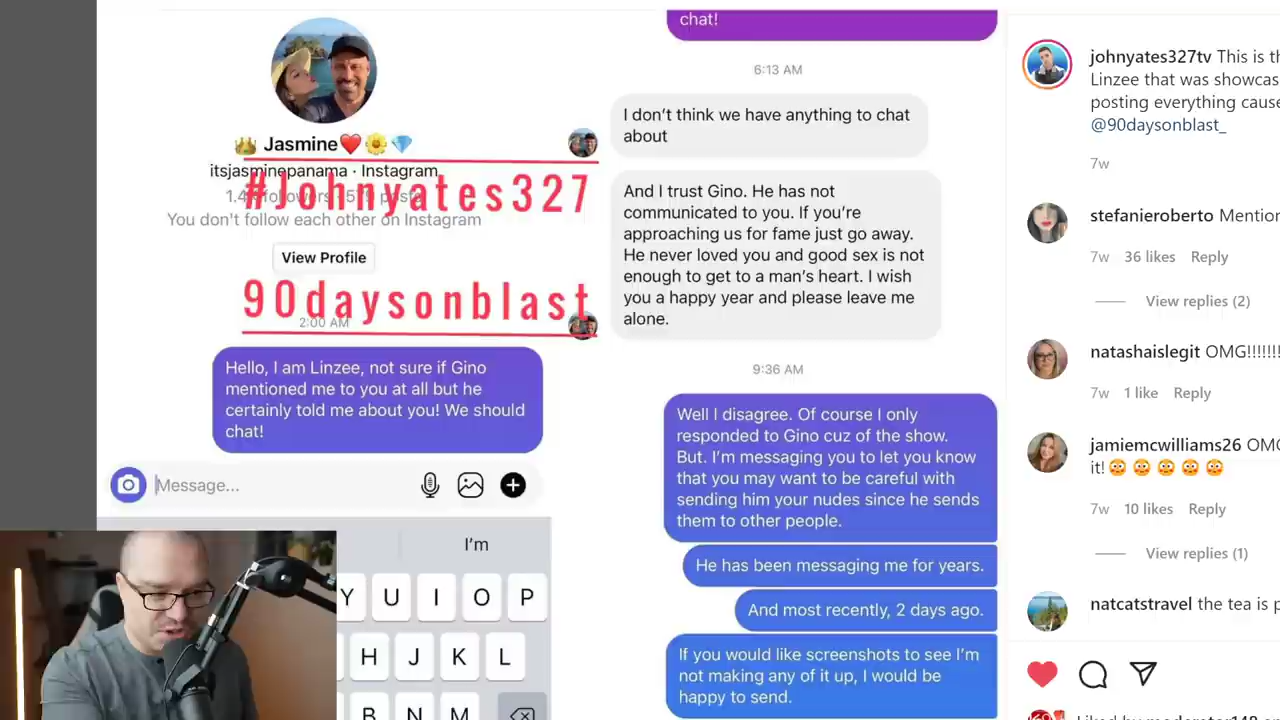 👑 Jasmine❤️🌼💎
itsjasminepanama · Instagram
#Johnyates327
You don't follow each other on Instagram
View Profile
90daysonblast
2:00 AM
Hello, I am Linzee, not sure if Gino
mentioned me to you at all but he
certainly told me about you! We should
chat!
Message...
I'm
Y U I O P
H J K L
B N M
chat!
6:13 AM
I don't think we have anything to chat
about
And I trust Gino. He has not
communicated to you. If you're
approaching us for fame just go away.
He never loved you and good sex is not
enough to get to a man's heart. I wish
you a happy year and please leave me
alone.
9:36 AM
Well I disagree. Of course I only
responded to Gino cuz of the show.
But. I'm messaging you to let you know
that you may want to be careful with
sending him your nudes since he sends
them to other people.
He has been messaging me for years.
And most recently, 2 days ago.
If you would like screenshots to see I'm
not making any of it up, I would be
happy to send.
johnyates327tv This is th
Linzee that was showcas
posting everything cause
@90daysonblast_
7w
stefanieroberto Mention
7w 36 likes Reply
View replies (2)
natashaislegit OMG!!!!!!!
7w 1 like Reply
jamiemcwilliams26 OMG
it! 😳 😳 😳 😳 😳
7w 10 likes Reply
View replies (1)
natcatstravel the tea is p